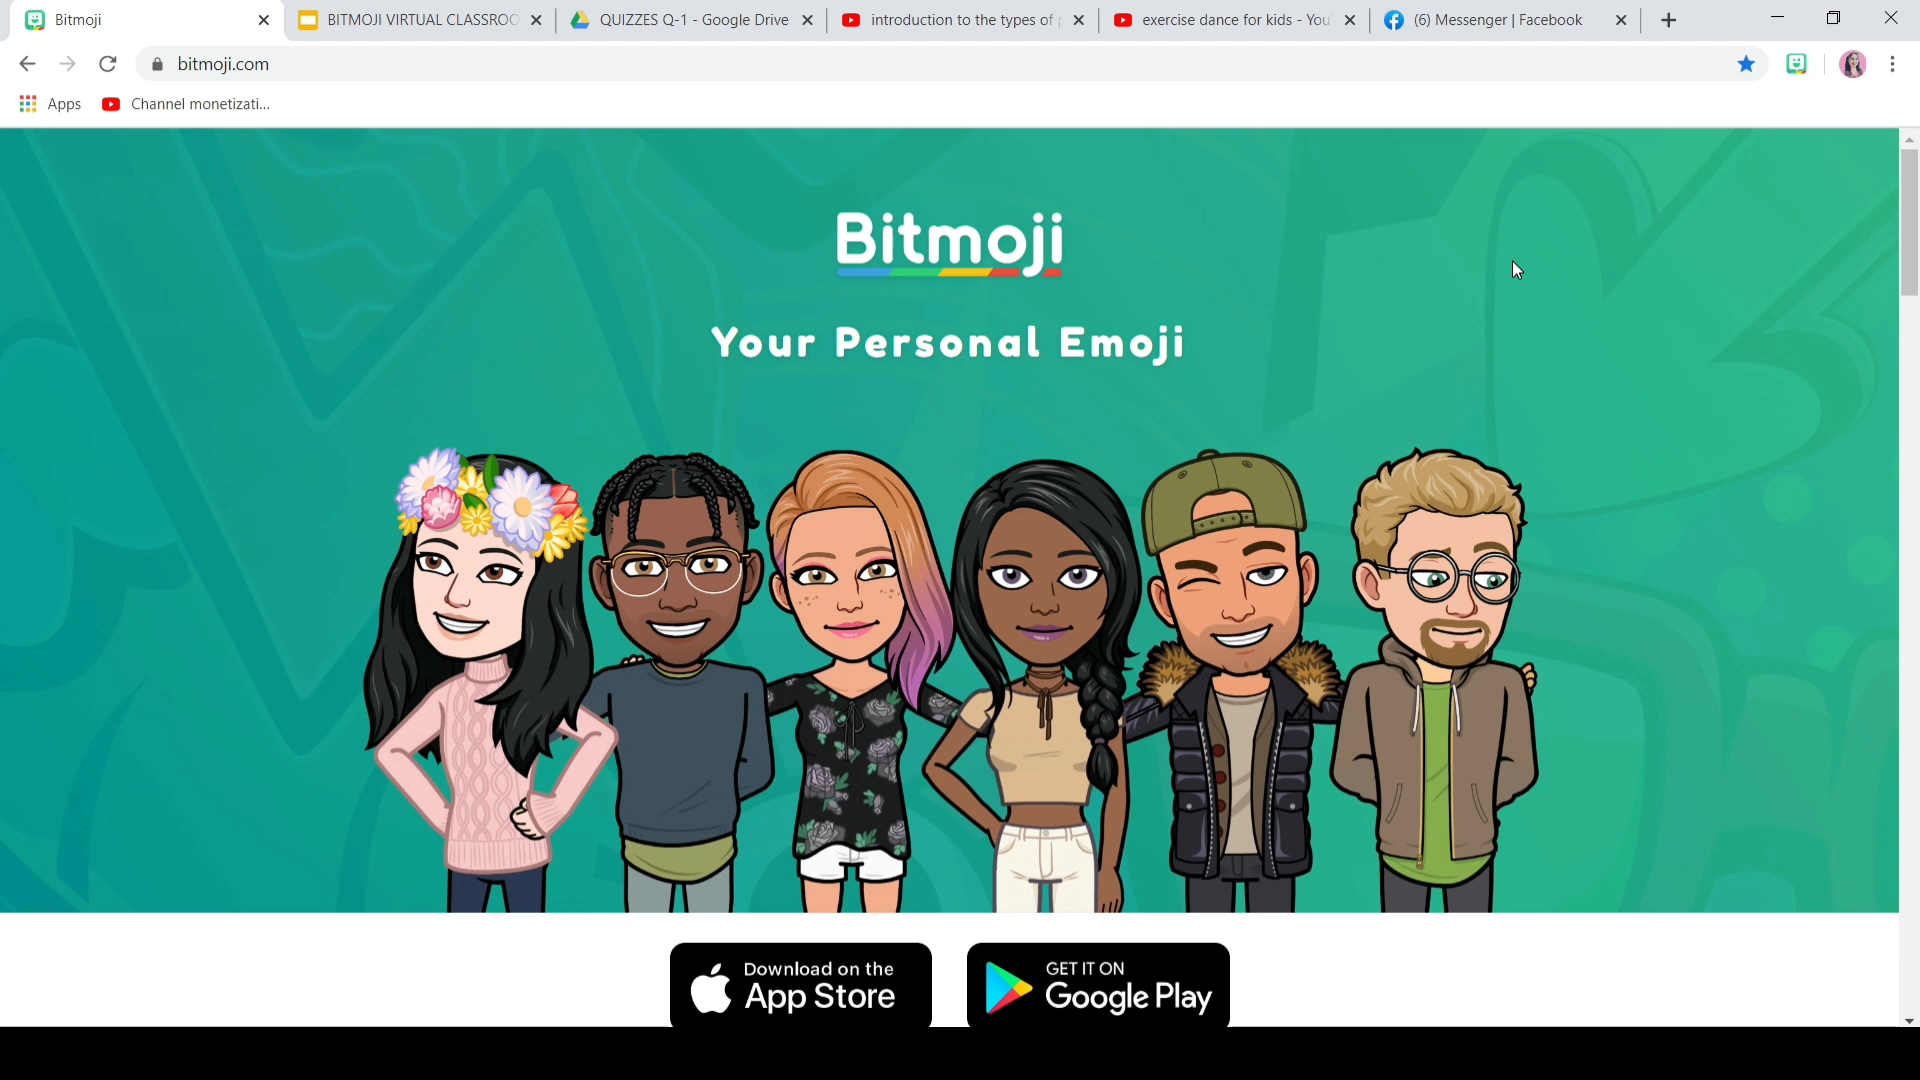 Bitmoji
BITMOJI VIRTUAL CLASSROO
QUIZZES Q-1 - Google Drive
introduction to the types of
exercise dance for kids - You
(6) Messenger | Facebook
bitmoji.com
Apps
Channel monetizati...
Bitmoji
Your Personal Emoji
Download on the
App Store
GET IT ON
Google Play